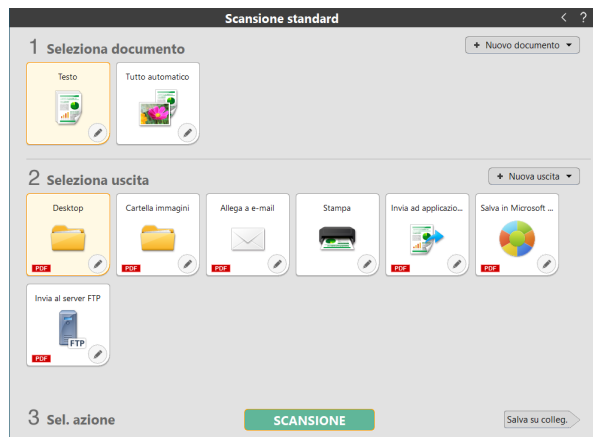 Scansione standard < ?
1 Seleziona documento
+ Nuovo documento
Testo
Tutto automatico
2 Seleziona uscita
+ Nuova uscita
Desktop
Cartella immagini
Allega a e-mail
Stampa
Invia ad applicazio...
Salva in Microsoft ...
PDF
PDF
PDF
PDF
PDF
Invia al server FTP
FTP
PDF
3 Sel. azione
SCANSIONE
Salva su colleg.